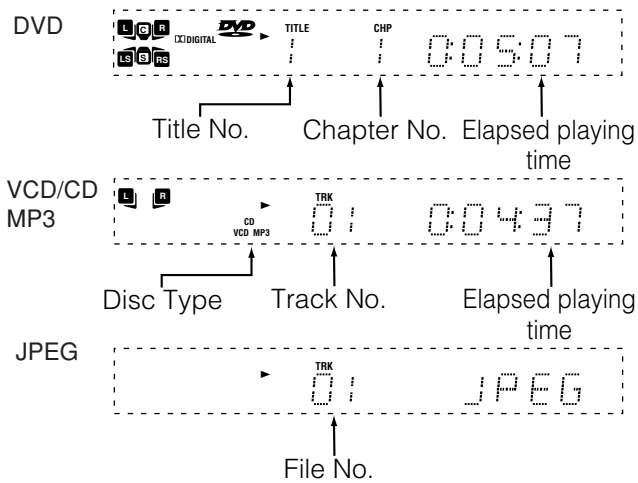 DVD
L C R
LS S RS
DIGITAL DVD TITLE CHP
1 1 0:05:07
Title No. Chapter No. Elapsed playing
time
VCD/CD
MP3
L R
TRK
CD
VCD MP3
01 0:04:37
Disc Type Track No. Elapsed playing
time
JPEG
TRK
01 JPEG
File No.